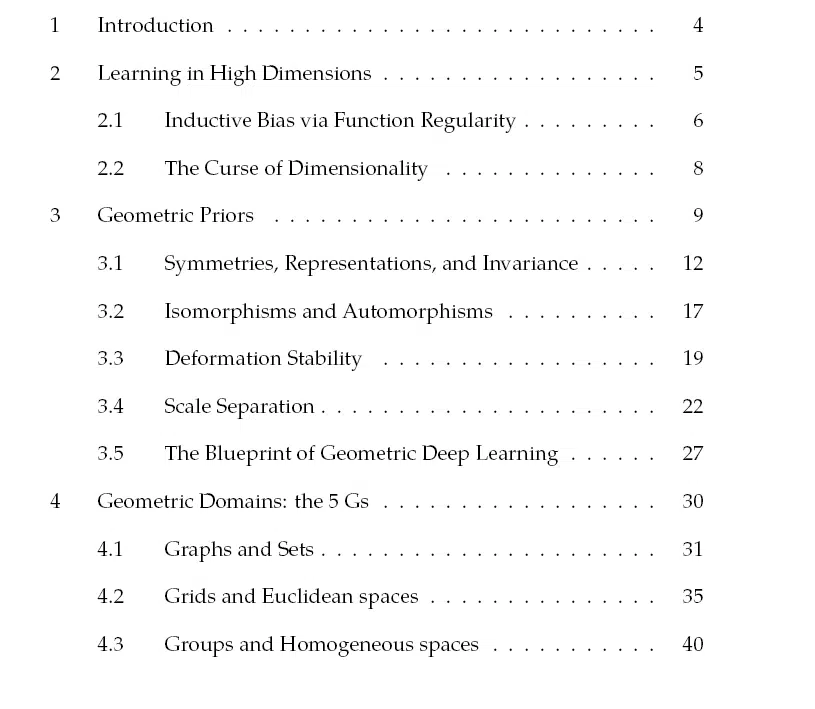 1 Introduction . . . . . . . . . . . . . . . . . . . . . . . . . . . . 4
2 Learning in High Dimensions . . . . . . . . . . . . . . . . . . 5
2.1 Inductive Bias via Function Regularity . . . . . . . . . 6
2.2 The Curse of Dimensionality . . . . . . . . . . . . . . 8
3 Geometric Priors . . . . . . . . . . . . . . . . . . . . . . . . . 9
3.1 Symmetries, Representations, and Invariance . . . . . 12
3.2 Isomorphisms and Automorphisms . . . . . . . . . . 17
3.3 Deformation Stability . . . . . . . . . . . . . . . . . . 19
3.4 Scale Separation . . . . . . . . . . . . . . . . . . . . . . 22
3.5 The Blueprint of Geometric Deep Learning . . . . . . 27
4 Geometric Domains: the 5 Gs . . . . . . . . . . . . . . . . . . 30
4.1 Graphs and Sets . . . . . . . . . . . . . . . . . . . . . . 31
4.2 Grids and Euclidean spaces . . . . . . . . . . . . . . . 35
4.3 Groups and Homogeneous spaces . . . . . . . . . . . 40